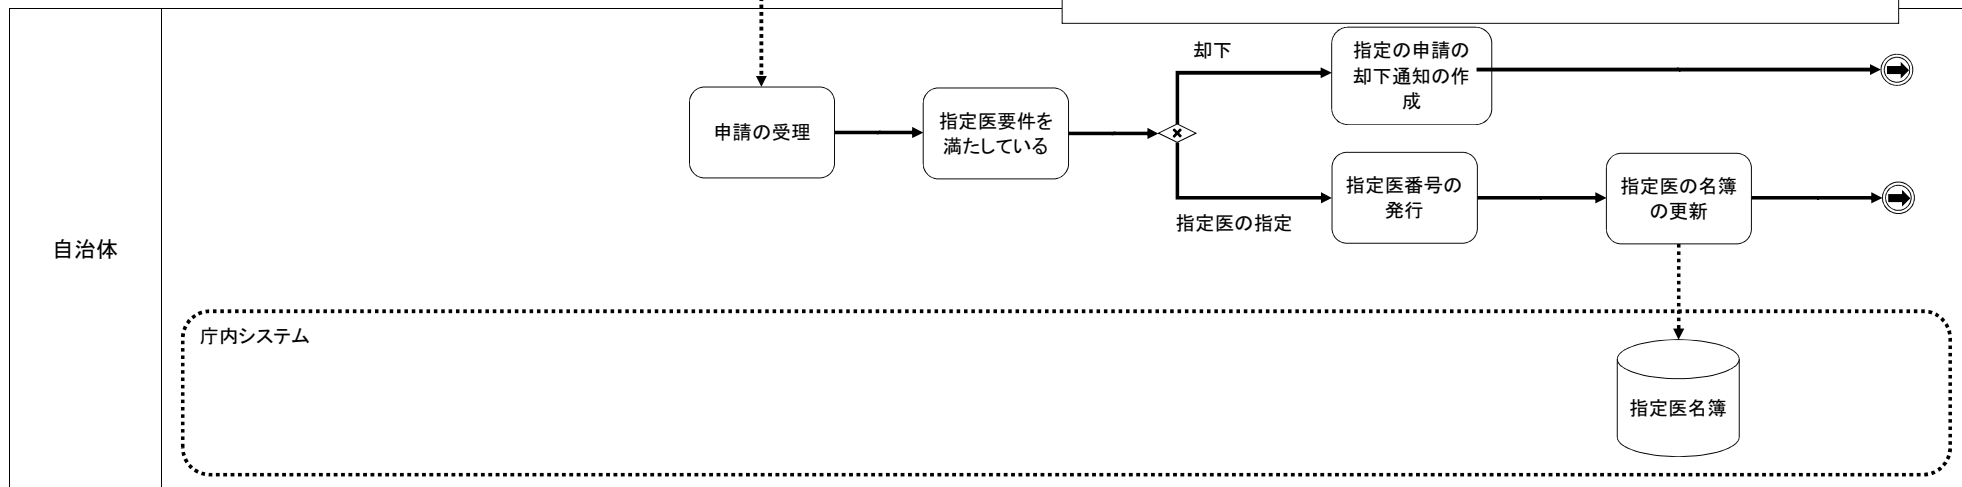 却下
指定の申請の
却下通知の作
成
申請の受理
指定医要件を
満たしている
指定医番号の
発行
指定医の名簿
の更新
指定医の指定
自治体
庁内システム
指定医名簿